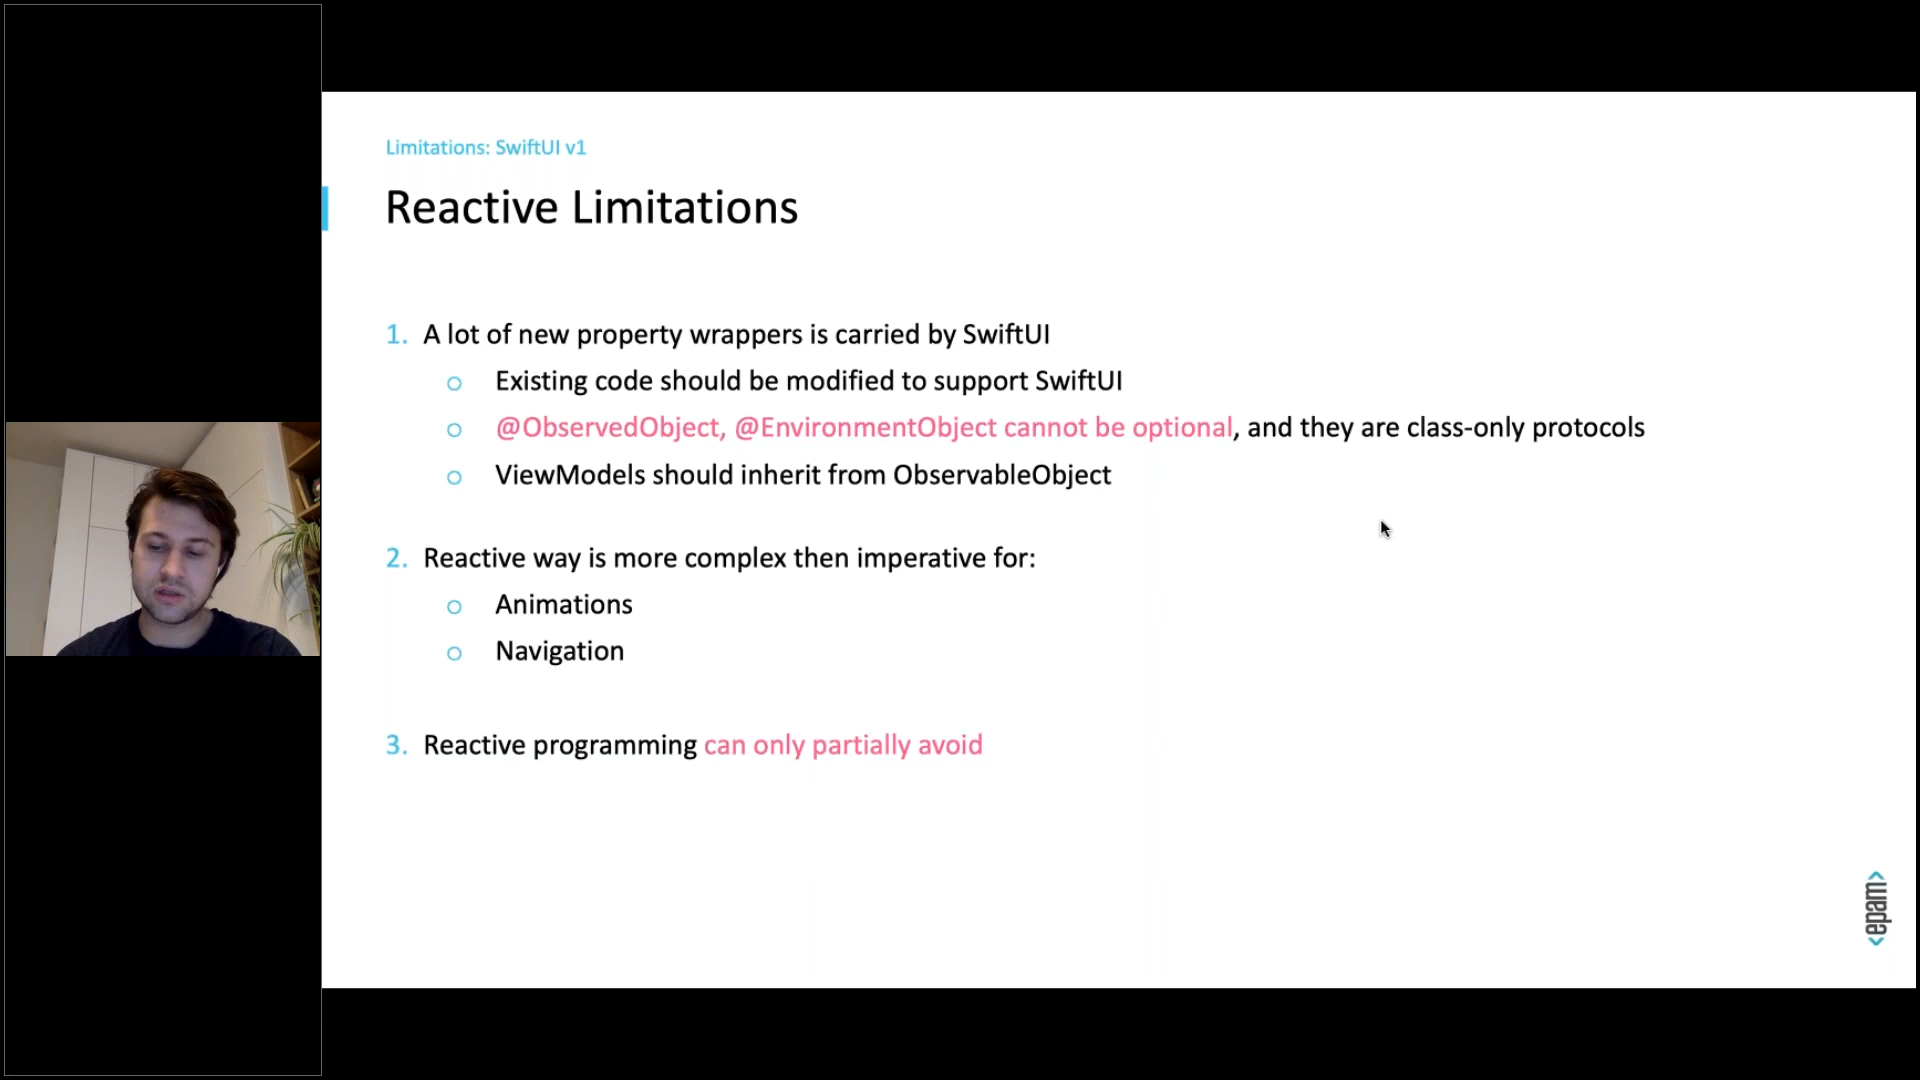 Limitations: SwiftUI v1
Reactive Limitations
1. A lot of new property wrappers is carried by SwiftUI
Existing code should be modified to support SwiftUI
@ObservedObject, @EnvironmentObject cannot be optional, and they are class-only protocols
ViewModels should inherit from ObservableObject
2. Reactive way is more complex then imperative for:
Animations
Navigation
3. Reactive programming can only partially avoid
<epam>